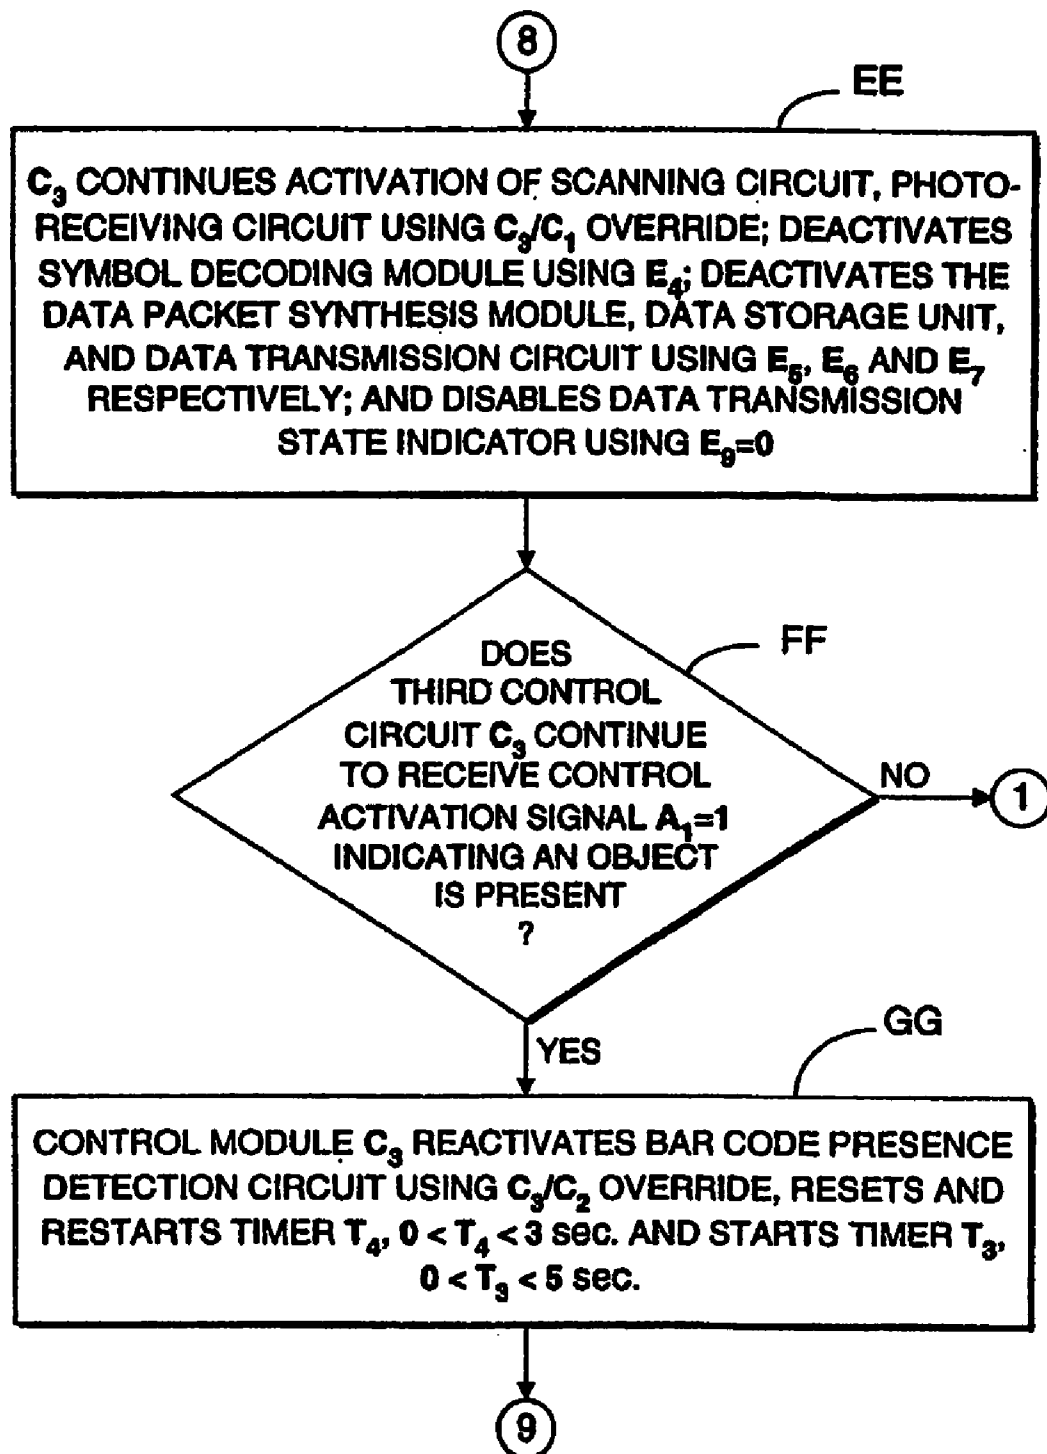 8
EE
C₃ CONTINUES ACTIVATION OF SCANNING CIRCUIT, PHOTO-
RECEIVING CIRCUIT USING C₃/C₁ OVERRIDE; DEACTIVATES
SYMBOL DECODING MODULE USING E₄; DEACTIVATES THE
DATA PACKET SYNTHESIS MODULE, DATA STORAGE UNIT,
AND DATA TRANSMISSION CIRCUIT USING E₅, E₆ AND E₇
RESPECTIVELY; AND DISABLES DATA TRANSMISSION
STATE INDICATOR USING E₉=0
FF
DOES
THIRD CONTROL
CIRCUIT C₃ CONTINUE
TO RECEIVE CONTROL
ACTIVATION SIGNAL A₁=1
INDICATING AN OBJECT
IS PRESENT
?
NO
1
YES
GG
CONTROL MODULE C₃ REACTIVATES BAR CODE PRESENCE
DETECTION CIRCUIT USING C₃/C₂ OVERRIDE, RESETS AND
RESTARTS TIMER T₄, 0 < T₄ < 3 sec. AND STARTS TIMER T₃,
0 < T₃ < 5 sec.
9